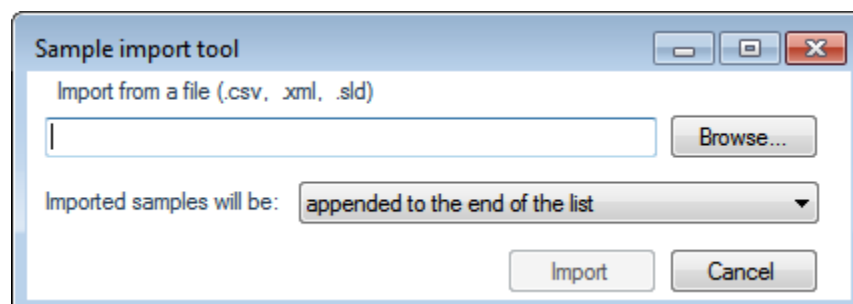 Sample import tool
Import from a file (.csv, .xml, .sld)
Browse...
Imported samples will be: appended to the end of the list
Import Cancel